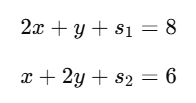 2x + y + s₁ = 8
x + 2y + s₂ = 6